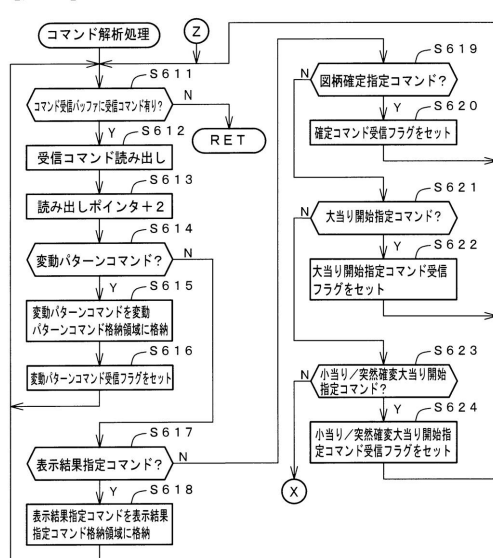 コマンド解析処理
Z
S611
コマンド受信バッファに受信コマンド有り?
N
RET
Y
S612
受信コマンド読み出し
S613
読み出しポインタ+2
S614
変動パターンコマンド?
N
Y
S615
変動パターンコマンドを変動
パターンコマンド格納領域に格納
S616
変動パターンコマンド受信フラグをセット
S617
表示結果指定コマンド?
N
Y
S618
表示結果指定コマンドを表示結果
指定コマンド格納領域に格納
S619
N
図柄確定指定コマンド?
Y
S620
確定コマンド受信フラグをセット
S621
N
大当り開始指定コマンド?
Y
S622
大当り開始指定コマンド受信
フラグをセット
S623
N
小当り/突然確変大当り開始
指定コマンド?
Y
S624
小当り/突然確変大当り開始指
定コマンド受信フラグをセット
X